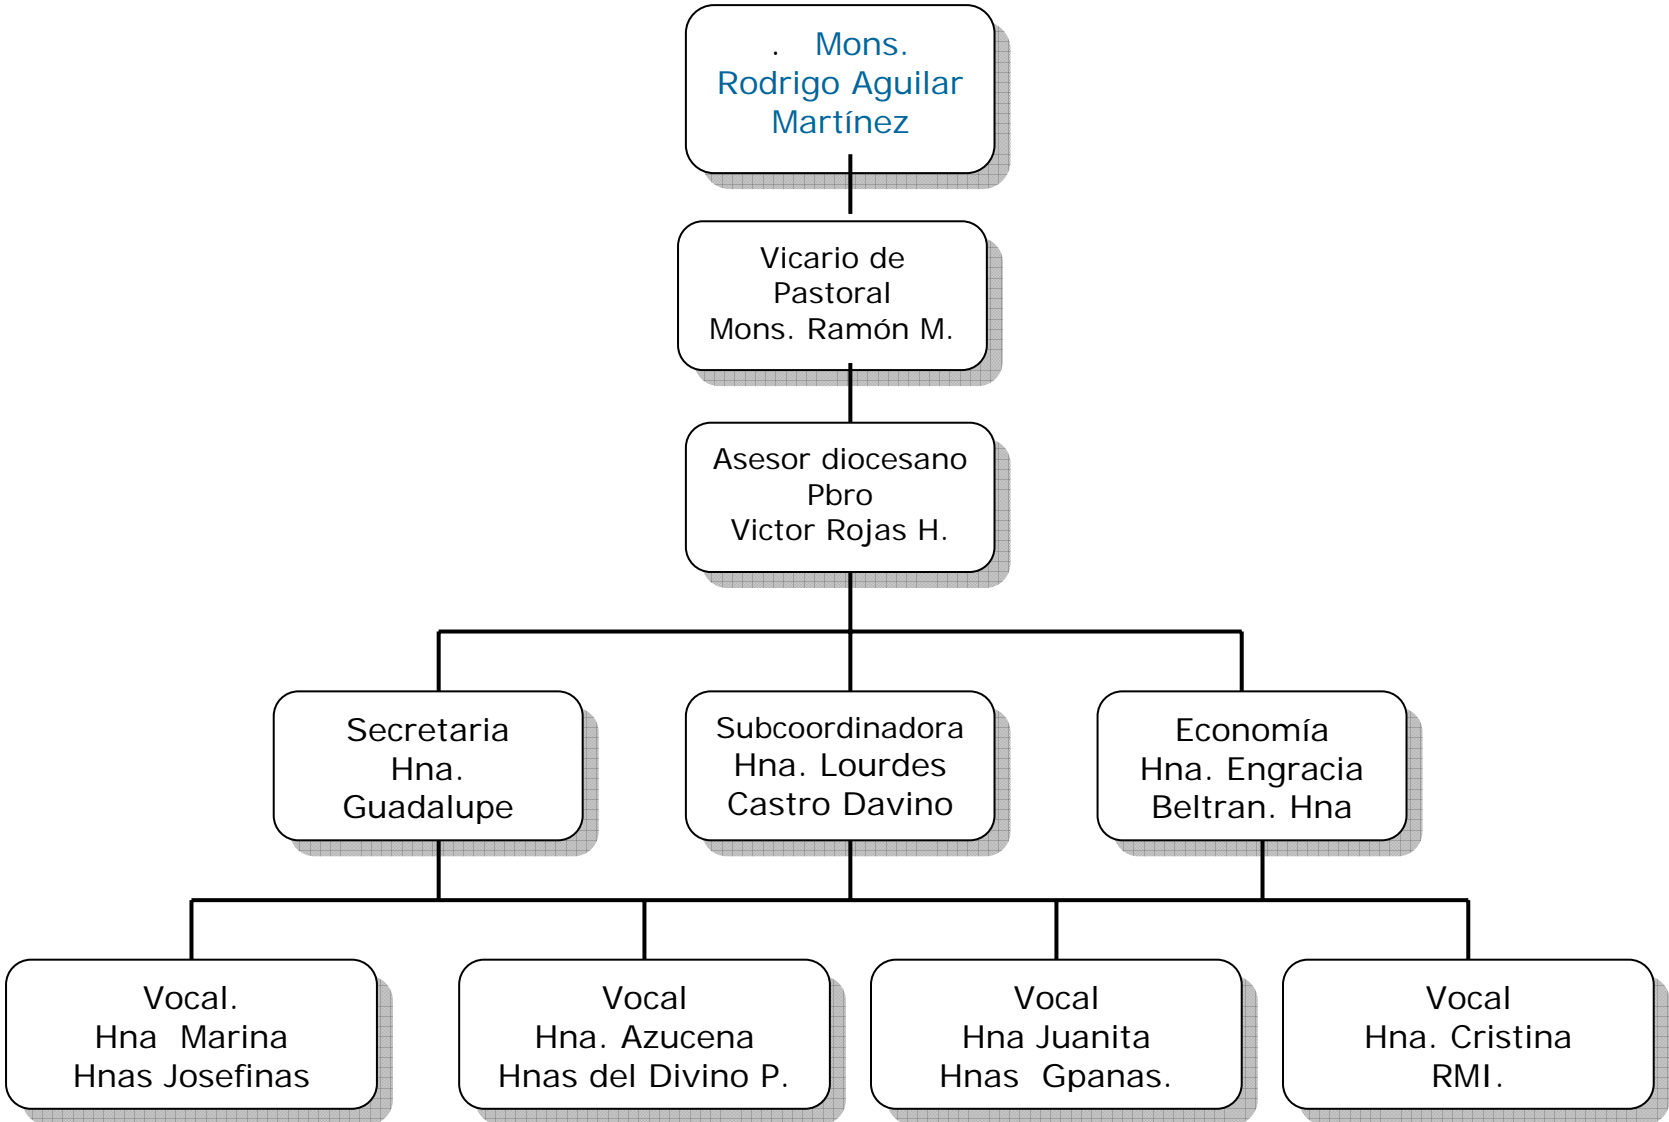 . Mons.
Rodrigo Aguilar
Martínez
Vicario de
Pastoral
Mons. Ramón M.
Asesor diocesano
Pbro
Victor Rojas H.
Secretaria
Hna.
Guadalupe
Subcoordinadora
Hna. Lourdes
Castro Davino
Economía
Hna. Engracia
Beltran. Hna
Vocal.
Hna  Marina
Hnas Josefinas
Vocal
Hna. Azucena
Hnas del Divino P.
Vocal
Hna Juanita
Hnas  Gpanas.
Vocal
Hna. Cristina
RMI.